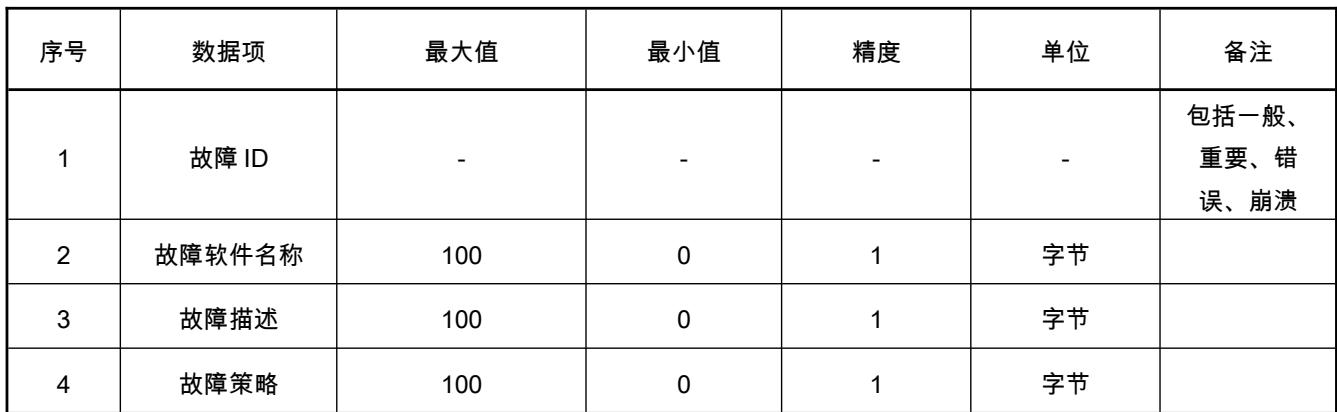 序号 数据项 最大值 最小值 精度 单位 备注
1 故障 ID - - - - 包括一般、
重要、错
误、崩溃
2 故障软件名称 100 0 1 字节
3 故障描述 100 0 1 字节
4 故障策略 100 0 1 字节